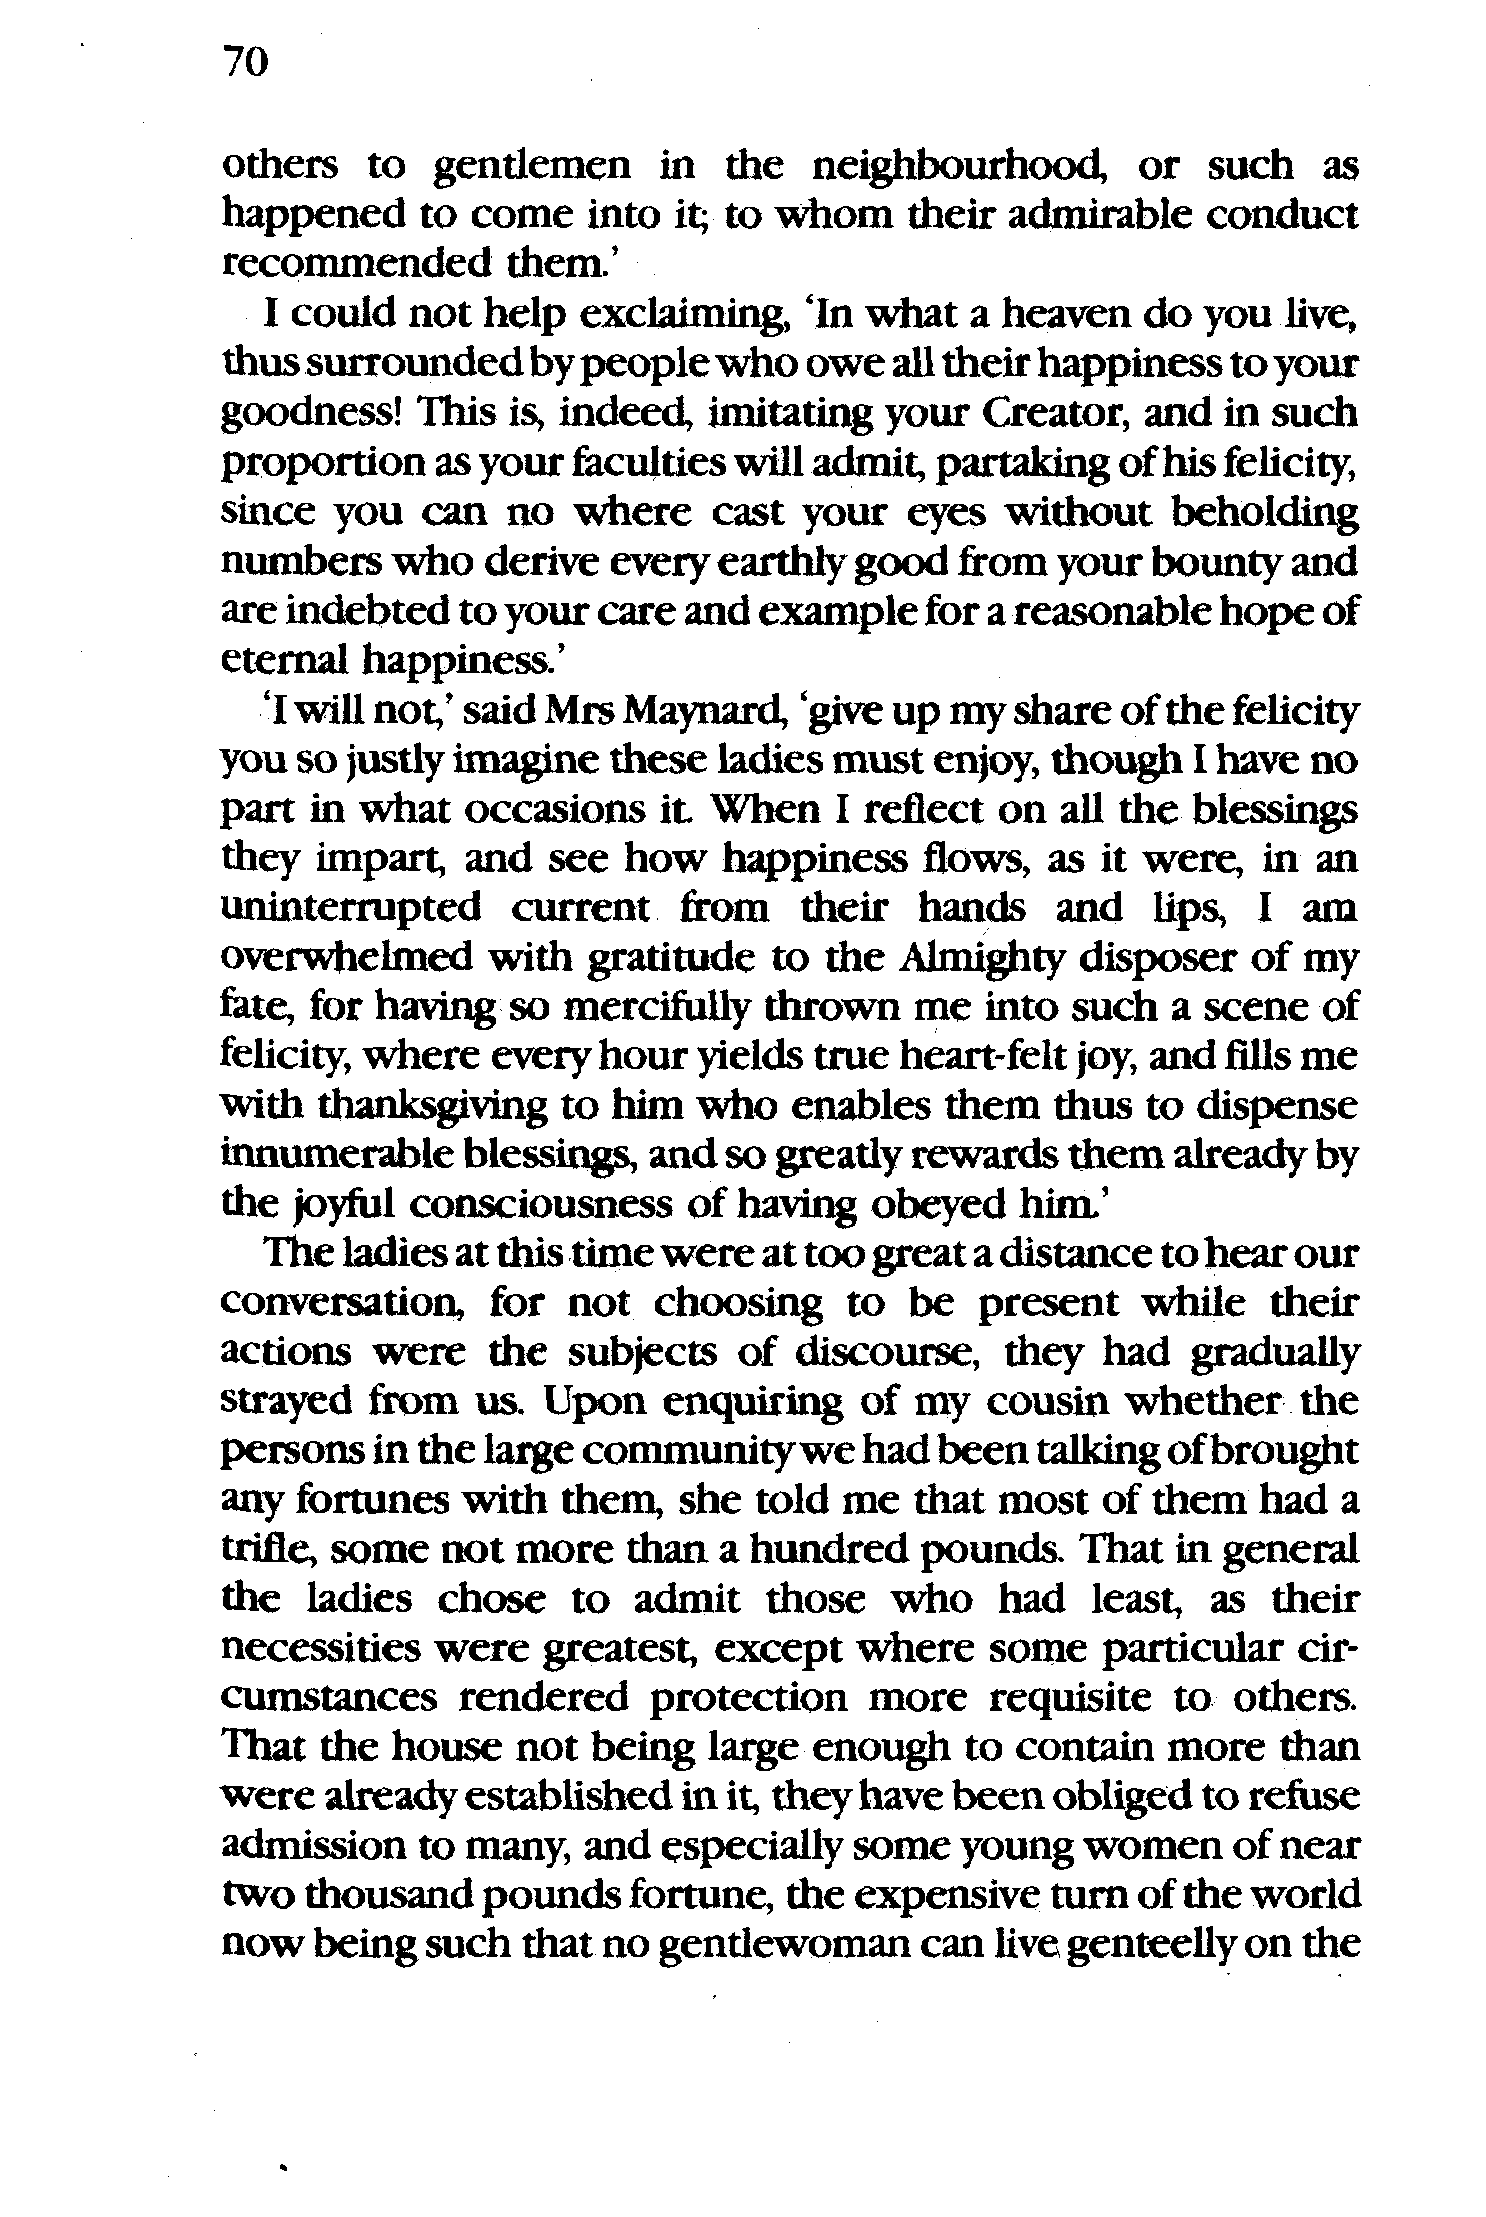 70
others to gentlemen in the neighbourhood, or such as
happened to come into it; to whom their admirable conduct
recommended them.’
I could not help exclaiming, ‘In what a heaven do you live,
thus surrounded by people who owe all their happiness to your
goodness! This is, indeed, imitating your Creator, and in such
proportion as your faculties will admit, partaking of his felicity,
since you can no where cast your eyes without beholding
numbers who derive every earthly good from your bounty and
are indebted to your care and example for a reasonable hope of
eternal happiness.’
‘I will not,’ said Mrs Maynard, ‘give up my share of the felicity
you so justly imagine these ladies must enjoy, though I have no
part in what occasions it. When I reflect on all the blessings
they impart, and see how happiness flows, as it were, in an
uninterrupted current from their hands and lips, I am
overwhelmed with gratitude to the Almighty disposer of my
fate, for having so mercifully thrown me into such a scene of
felicity, where every hour yields true heart-felt joy, and fills me
with thanksgiving to him who enables them thus to dispense
innumerable blessings, and so greatly rewards them already by
the joyful consciousness of having obeyed him.’
The ladies at this time were at too great a distance to hear our
conversation, for not choosing to be present while their
actions were the subjects of discourse, they had gradually
strayed from us. Upon enquiring of my cousin whether the
persons in the large community we had been talking of brought
any fortunes with them, she told me that most of them had a
trifle, some not more than a hundred pounds. That in general
the ladies chose to admit those who had least, as their
necessities were greatest, except where some particular cir-
cumstances rendered protection more requisite to others.
That the house not being large enough to contain more than
were already established in it, they have been obliged to refuse
admission to many, and especially some young women of near
two thousand pounds fortune, the expensive turn of the world
now being such that no gentlewoman can live genteelly on the